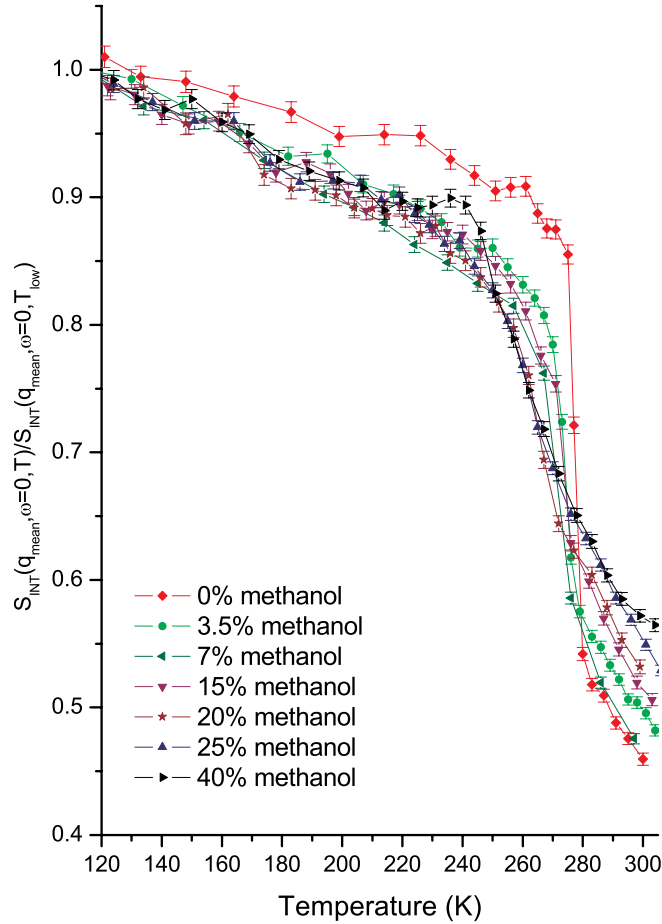 S_INT(q_mean,ω=0,T)/S_INT(q_mean,ω=0,T_low)
1.0
0.9
0.8
0.7
0.6
0.5
0.4
0% methanol
3.5% methanol
7% methanol
15% methanol
20% methanol
25% methanol
40% methanol
120 140 160 180 200 220 240 260 280 300
Temperature (K)